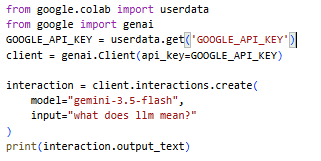 from google.colab import userdata
from google import genai
GOOGLE_API_KEY = userdata.get('GOOGLE_API_KEY')
client = genai.Client(api_key=GOOGLE_API_KEY)

interaction = client.interactions.create(
    model="gemini-3.5-flash",
    input="what does llm mean?"
)
print(interaction.output_text)